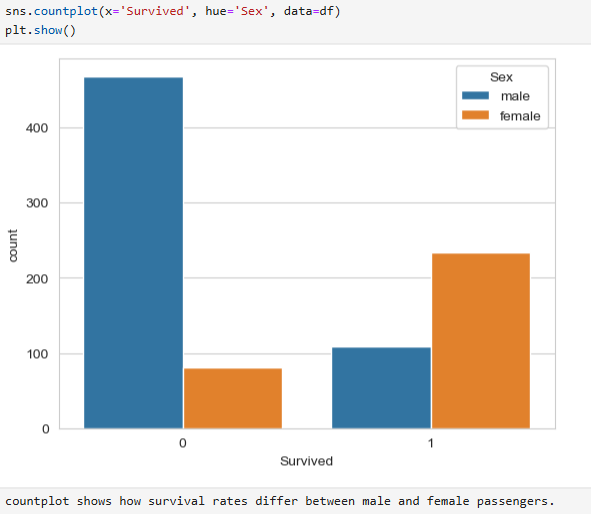 sns.countplot(x='Survived', hue='Sex', data=df)
plt.show()
Sex
male
female
400
300
200
100
0
count
0 1
Survived
countplot shows how survival rates differ between male and female passengers.